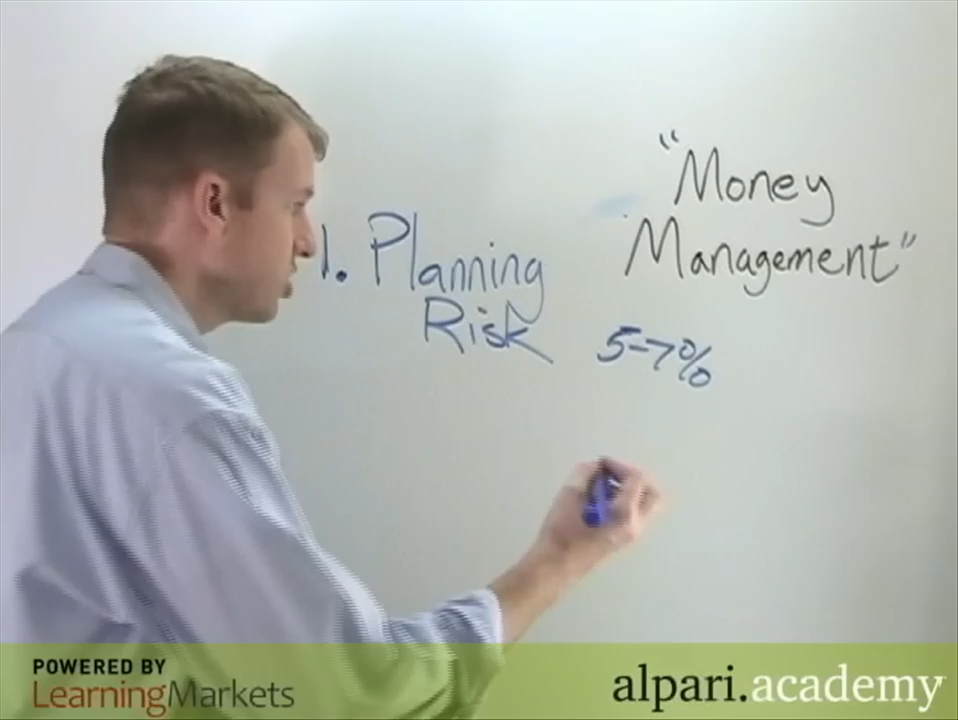 "Money
Management"
1. Planning
Risk
5-7%
POWERED BY
LearningMarkets
alpari.academy